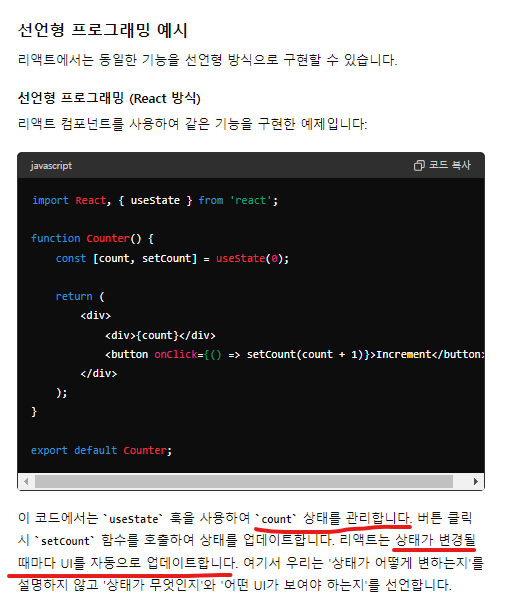 선언형 프로그래밍 예시
리액트에서는 동일한 기능을 선언형 방식으로 구현할 수 있습니다.
선언형 프로그래밍 (React 방식)
리액트 컴포넌트를 사용하여 같은 기능을 구현한 예제입니다:
javascript 코드 복사
import React, { useState } from 'react';
function Counter() {
    const [count, setCount] = useState(0);
    return (
        <div>
            <div>{count}</div>
            <button onClick={() => setCount(count + 1)}>Increment</button>
        </div>
    );
}
export default Counter;
이 코드에서는 `useState` 훅을 사용하여 `count` 상태를 관리합니다. 버튼 클릭
시 `setCount` 함수를 호출하여 상태를 업데이트합니다. 리액트는 상태가 변경될
때마다 UI를 자동으로 업데이트합니다. 여기서 우리는 '상태가 어떻게 변하는지'를
설명하지 않고 '상태가 무엇인지'와 '어떤 UI가 보여야 하는지'를 선언합니다.